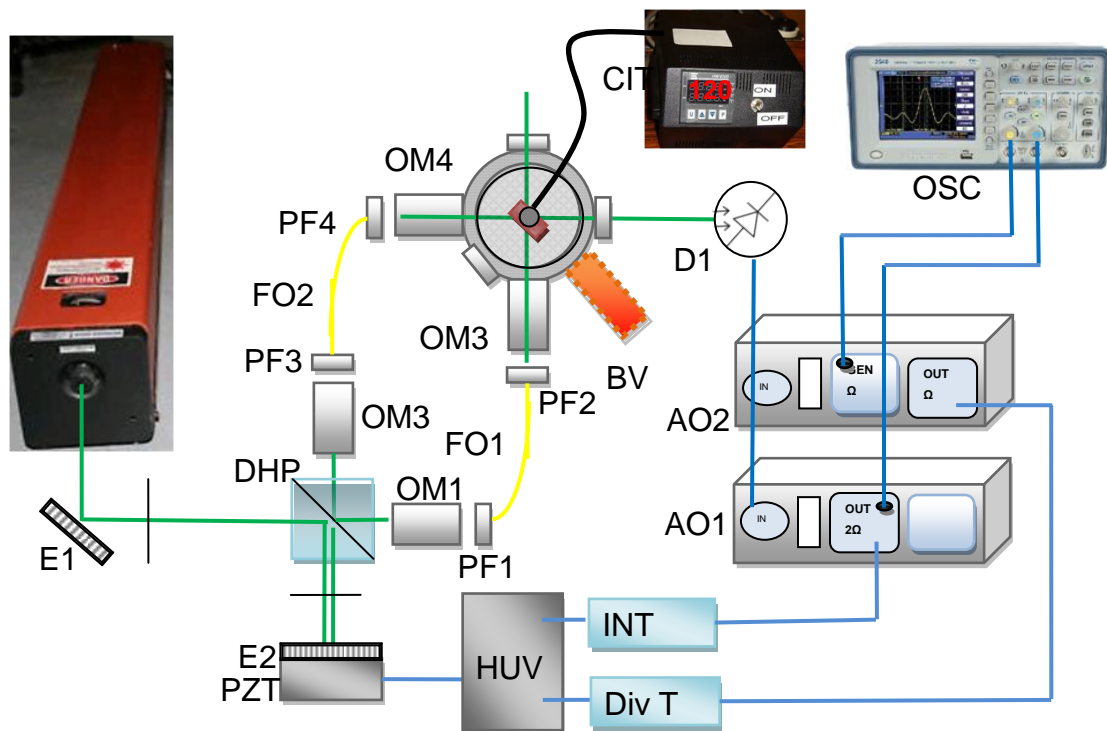 CIT
120
ON
OFF
OSC
OM4
PF4
D1
DANGER
FO2
OM3
BV
PF3
PF2
OM3
FO1
IN
GEN
Ω
OUT
Ω
AO2
DHP
OM1
E1
PF1
IN
OUT
2Ω
AO1
INT
E2
HUV
PZT
Div T